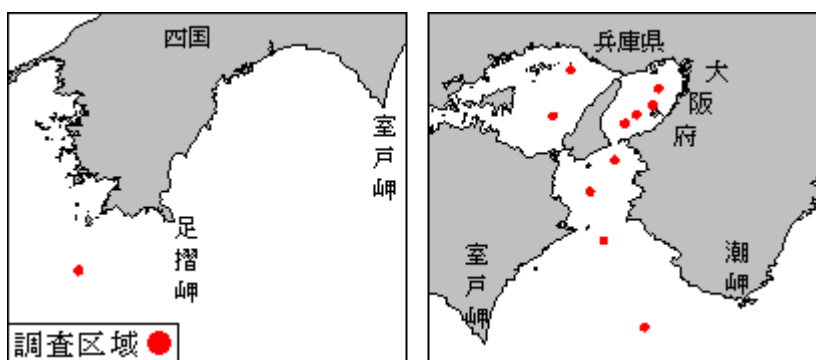 四国
室戸岬
足摺岬
調査区域
兵庫県
大阪府
室戸岬
潮岬